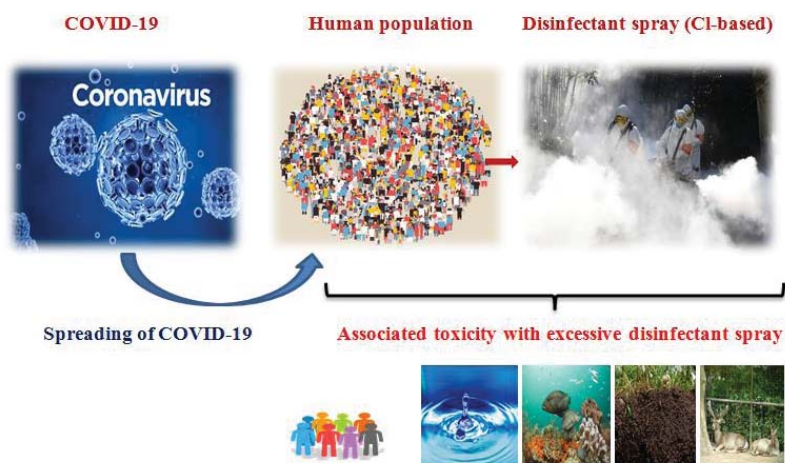 COVID-19
Human population
Disinfectant spray (Cl-based)
Coronavirus
Spreading of COVID-19
Associated toxicity with excessive disinfectant spray